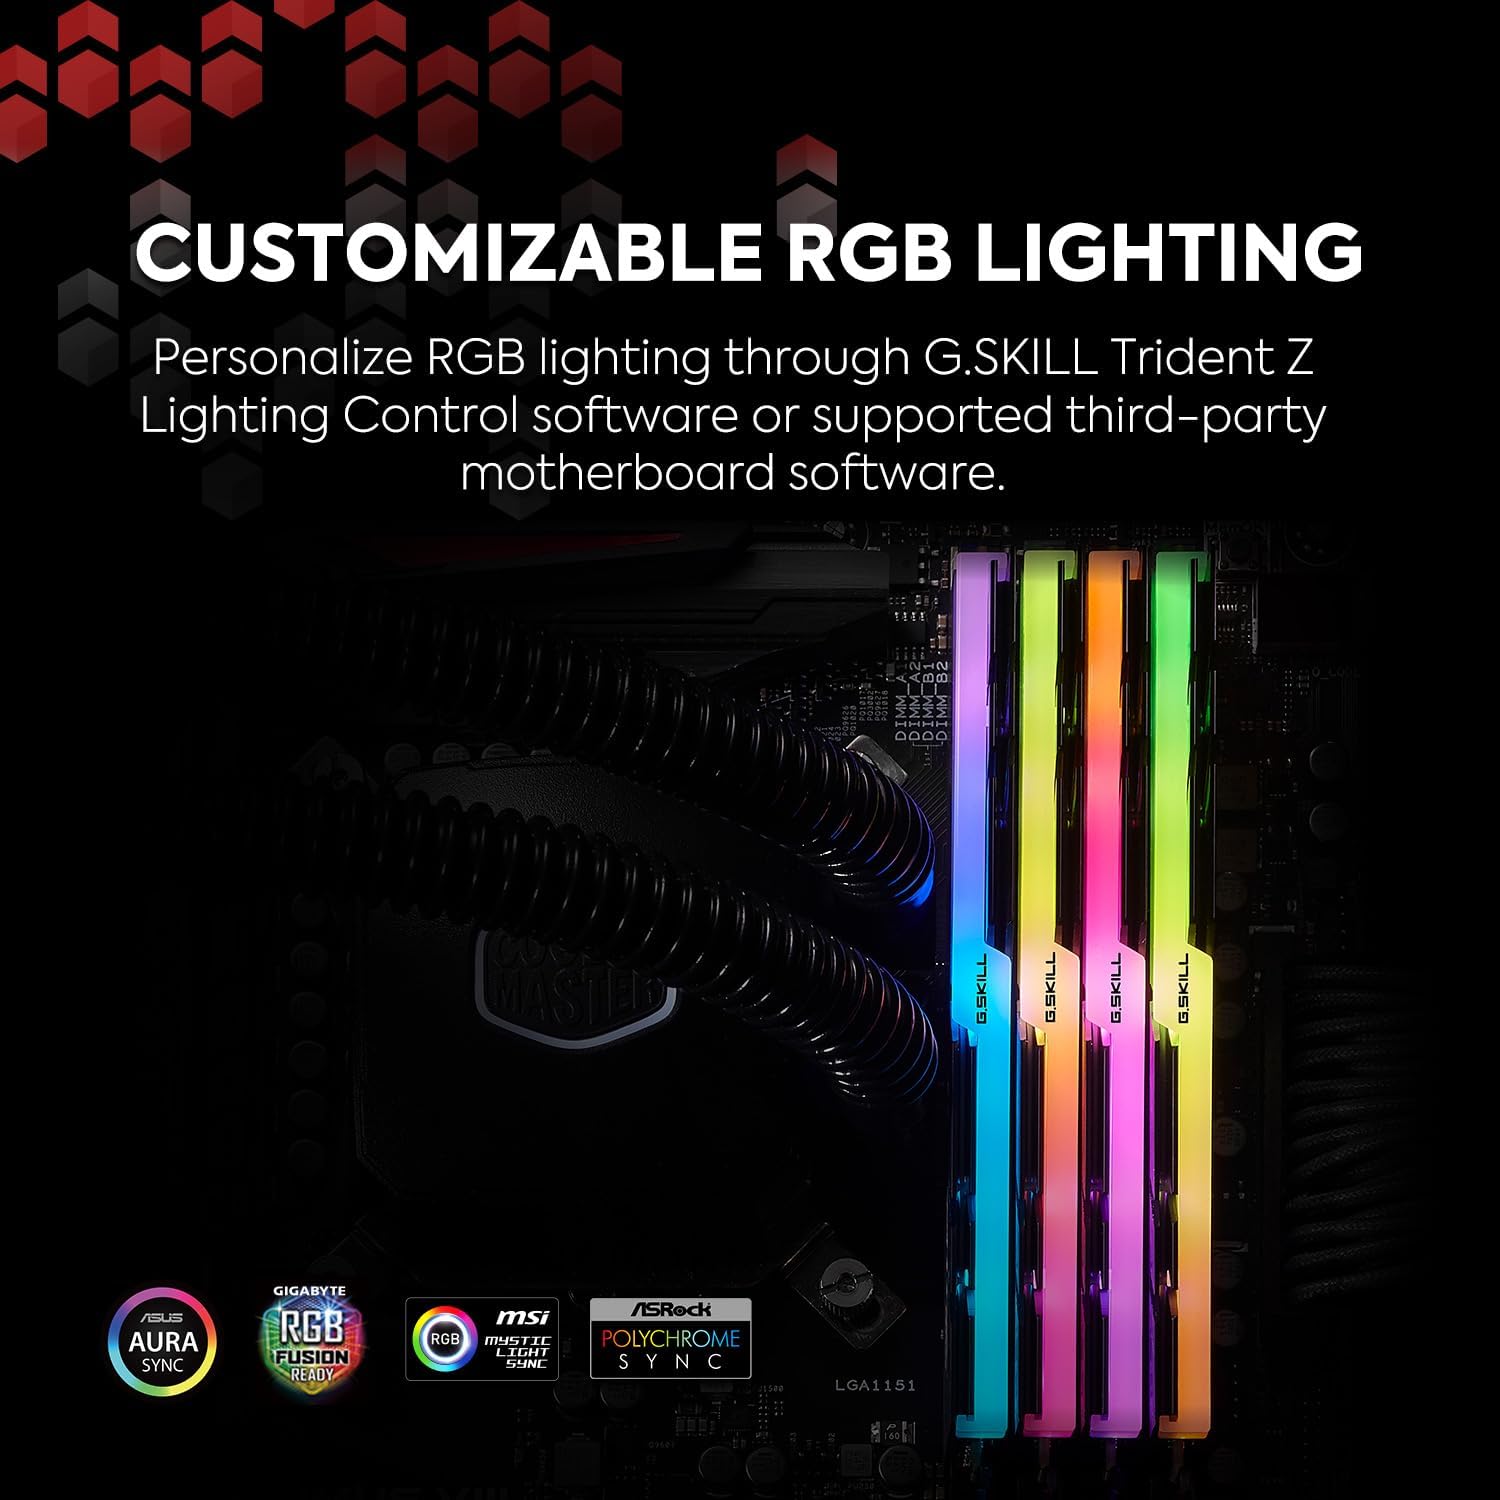 CUSTOMIZABLE RGB LIGHTING
Personalize RGB lighting through G.SKILL Trident Z
Lighting Control software or supported third-party
motherboard software.
DIMM_A1
DIMM_A2
DIMM_B1
DIMM_B2
COOLER
MASTER
G.SKILL
G.SKILL
G.SKILL
G.SKILL
ASUS
AURA
SYNC
GIGABYTE
RGB
FUSION
READY
RGB
msi
MYSTIC
LIGHT
SYNC
ASRock
POLYCHROME
SYNC
LGA1151